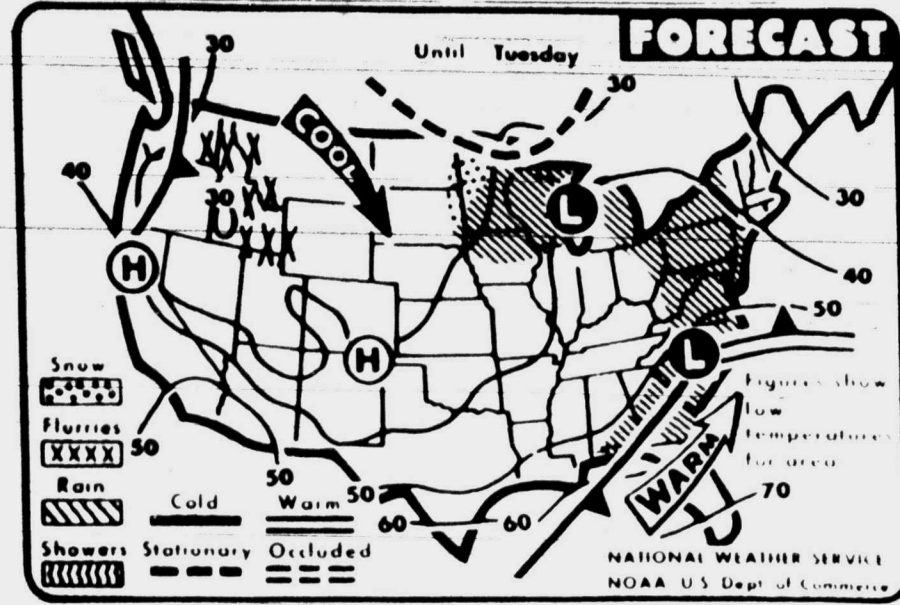 FORECAST
Until Tuesday
30
30
COOL
40
30
L
30
H
40
50
H
L
Snow
Figures show
low
temperatures
for area
Flurries
50
50
WARM
Rain
50
70
Cold
Warm
60
60
Showers
Stationary
Occluded
NATIONAL WEATHER SERVICE
NOAA U S Dept of Commerce